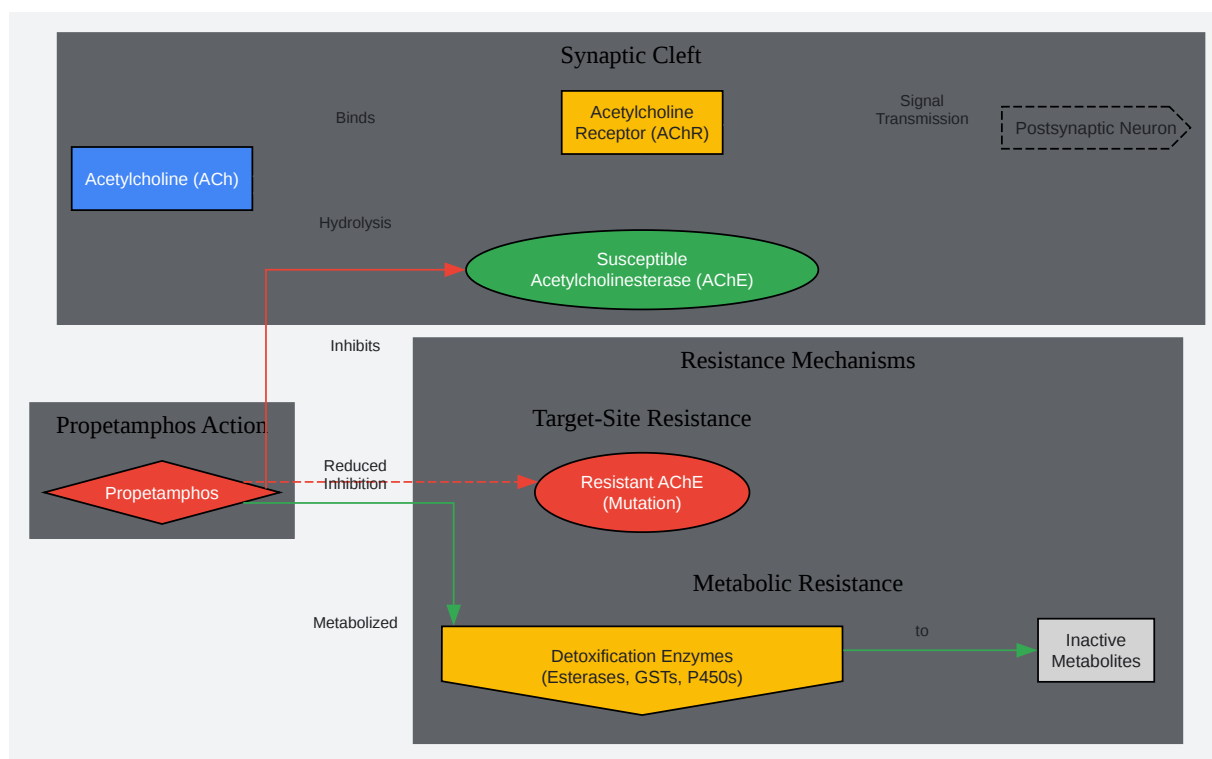 Synaptic Cleft
Binds
Acetylcholine
Receptor (AChR)
Signal
Transmission
Postsynaptic Neuron
Acetylcholine (ACh)
Hydrolysis
Susceptible
Acetylcholinesterase (AChE)
Inhibits
Resistance Mechanisms
Propetamphos Action
Target-Site Resistance
Propetamphos
Reduced
Inhibition
Resistant AChE
(Mutation)
Metabolic Resistance
Metabolized
Detoxification Enzymes
(Esterases, GSTs, P450s)
to
Inactive
Metabolites